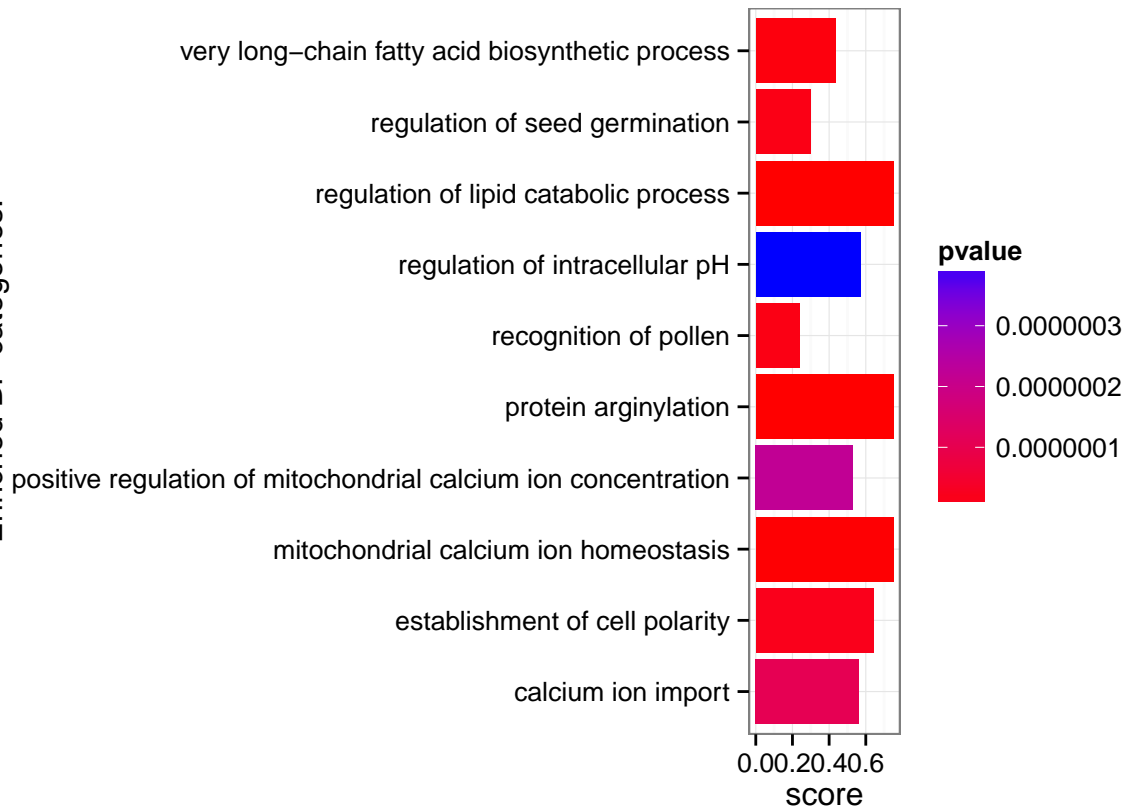 very long−chain fatty acid biosynthetic process
regulation of seed germination
regulation of lipid catabolic process
regulation of intracellular pH
recognition of pollen
protein arginylation
positive regulation of mitochondrial calcium ion concentration
mitochondrial calcium ion homeostasis
establishment of cell polarity
calcium ion import
0.00.20.40.6
score
pvalue
0.0000003
0.0000002
0.0000001